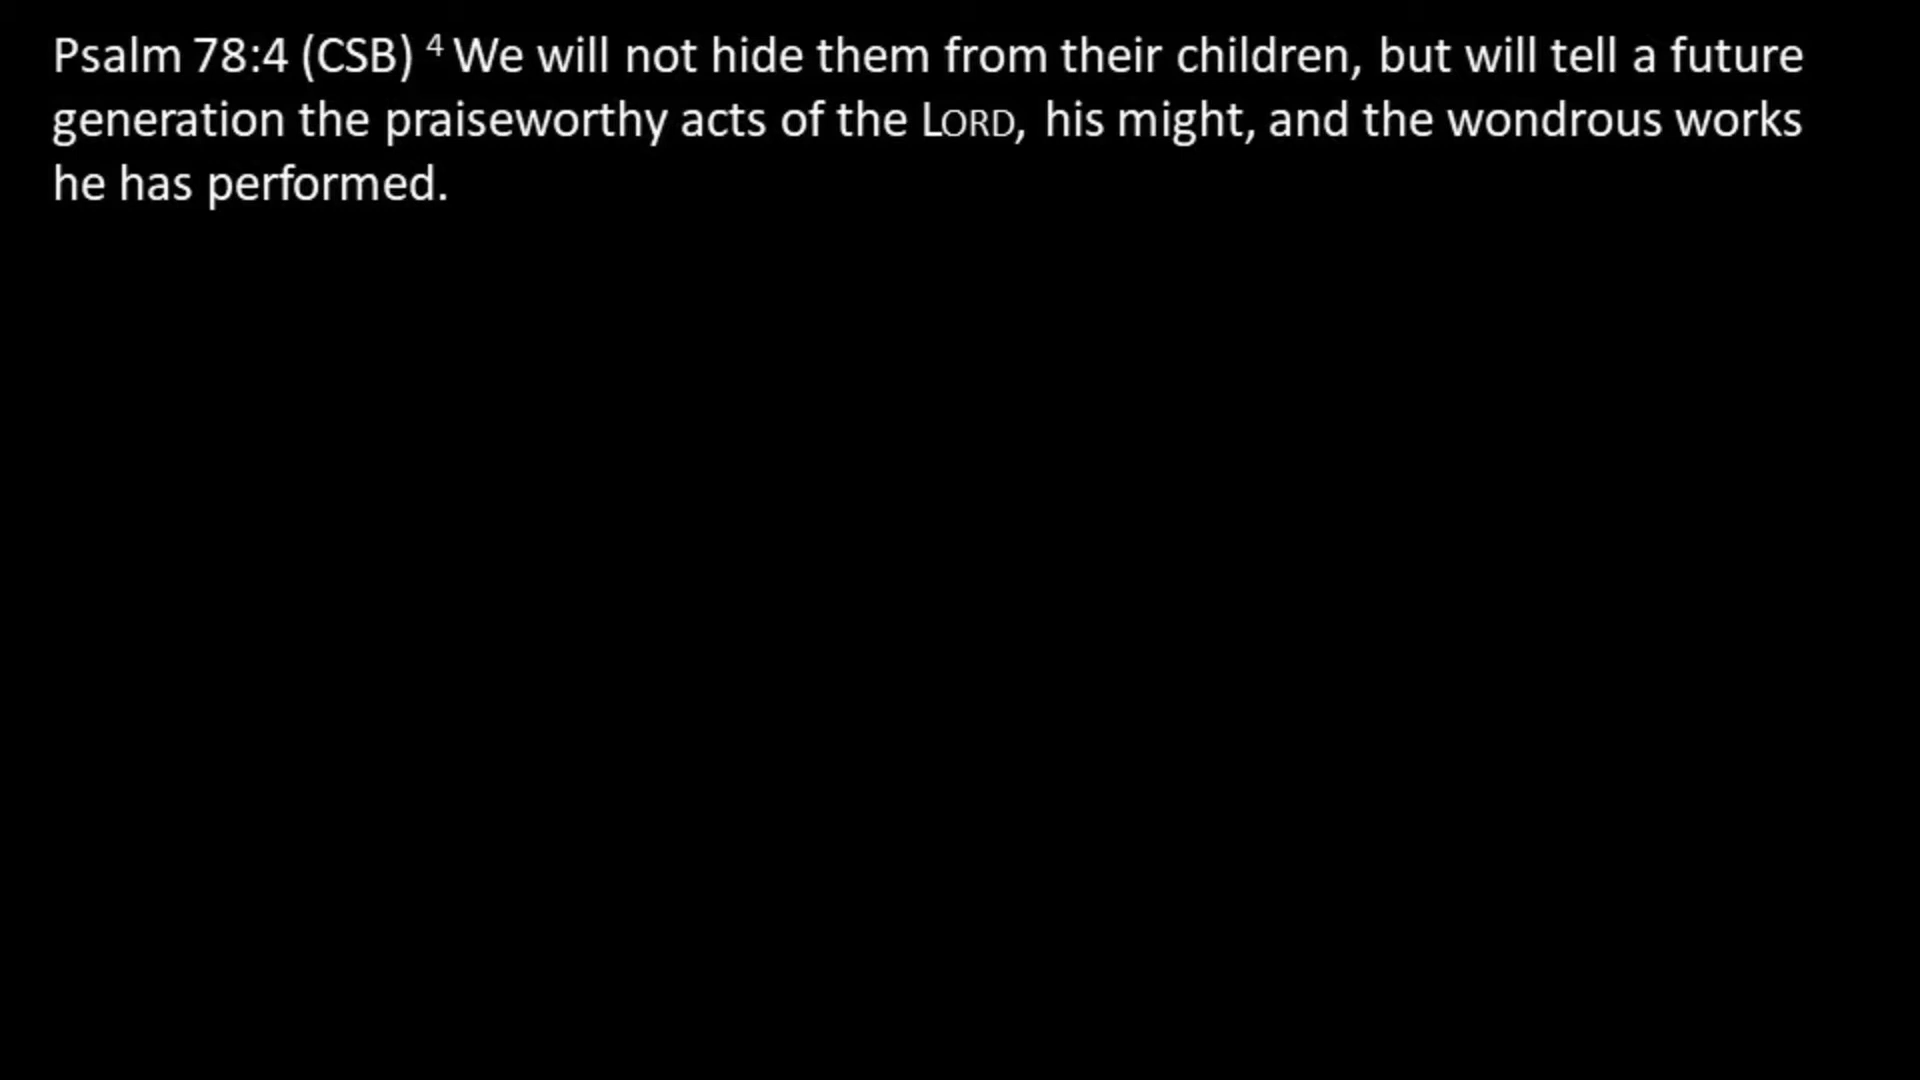 Psalm 78:4 (CSB) ⁴ We will not hide them from their children, but will tell a future
generation the praiseworthy acts of the LORD, his might, and the wondrous works
he has performed.